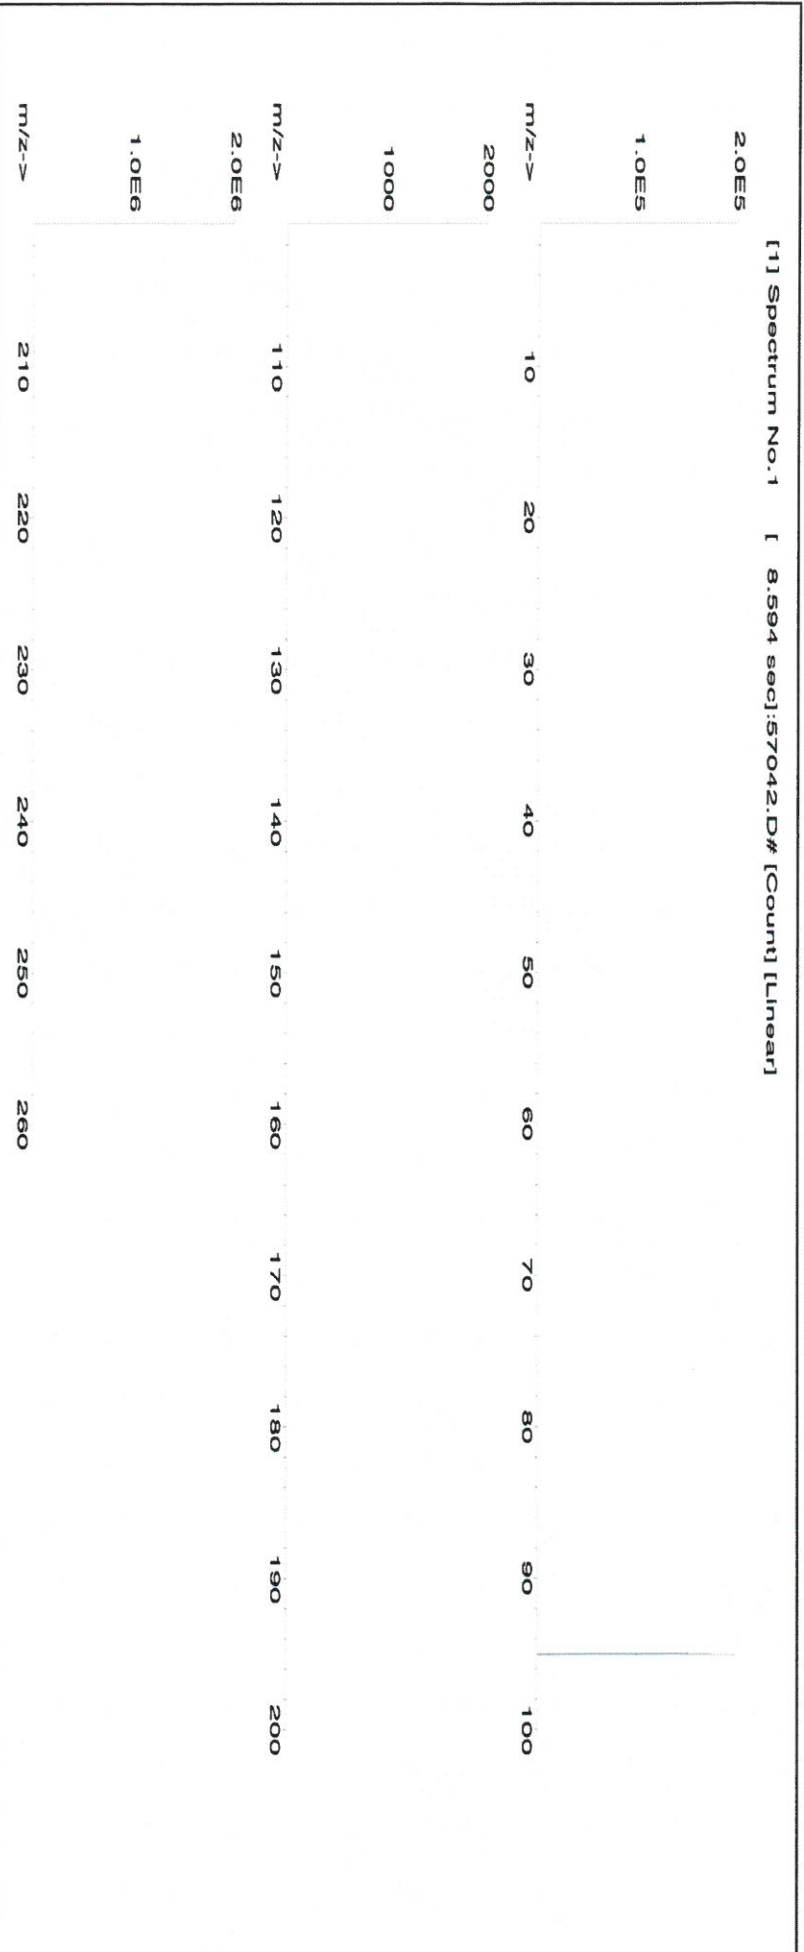 [1] Spectrum No.1 [ 8.594 sec]:57042.D# [Count] [Linear]
2.0E5
1.0E5
m/z-> 10 20 30 40 50 60 70 80 90 100
2000
1000
m/z-> 110 120 130 140 150 160 170 180 190 200
2.0E6
1.0E6
m/z-> 210 220 230 240 250 260